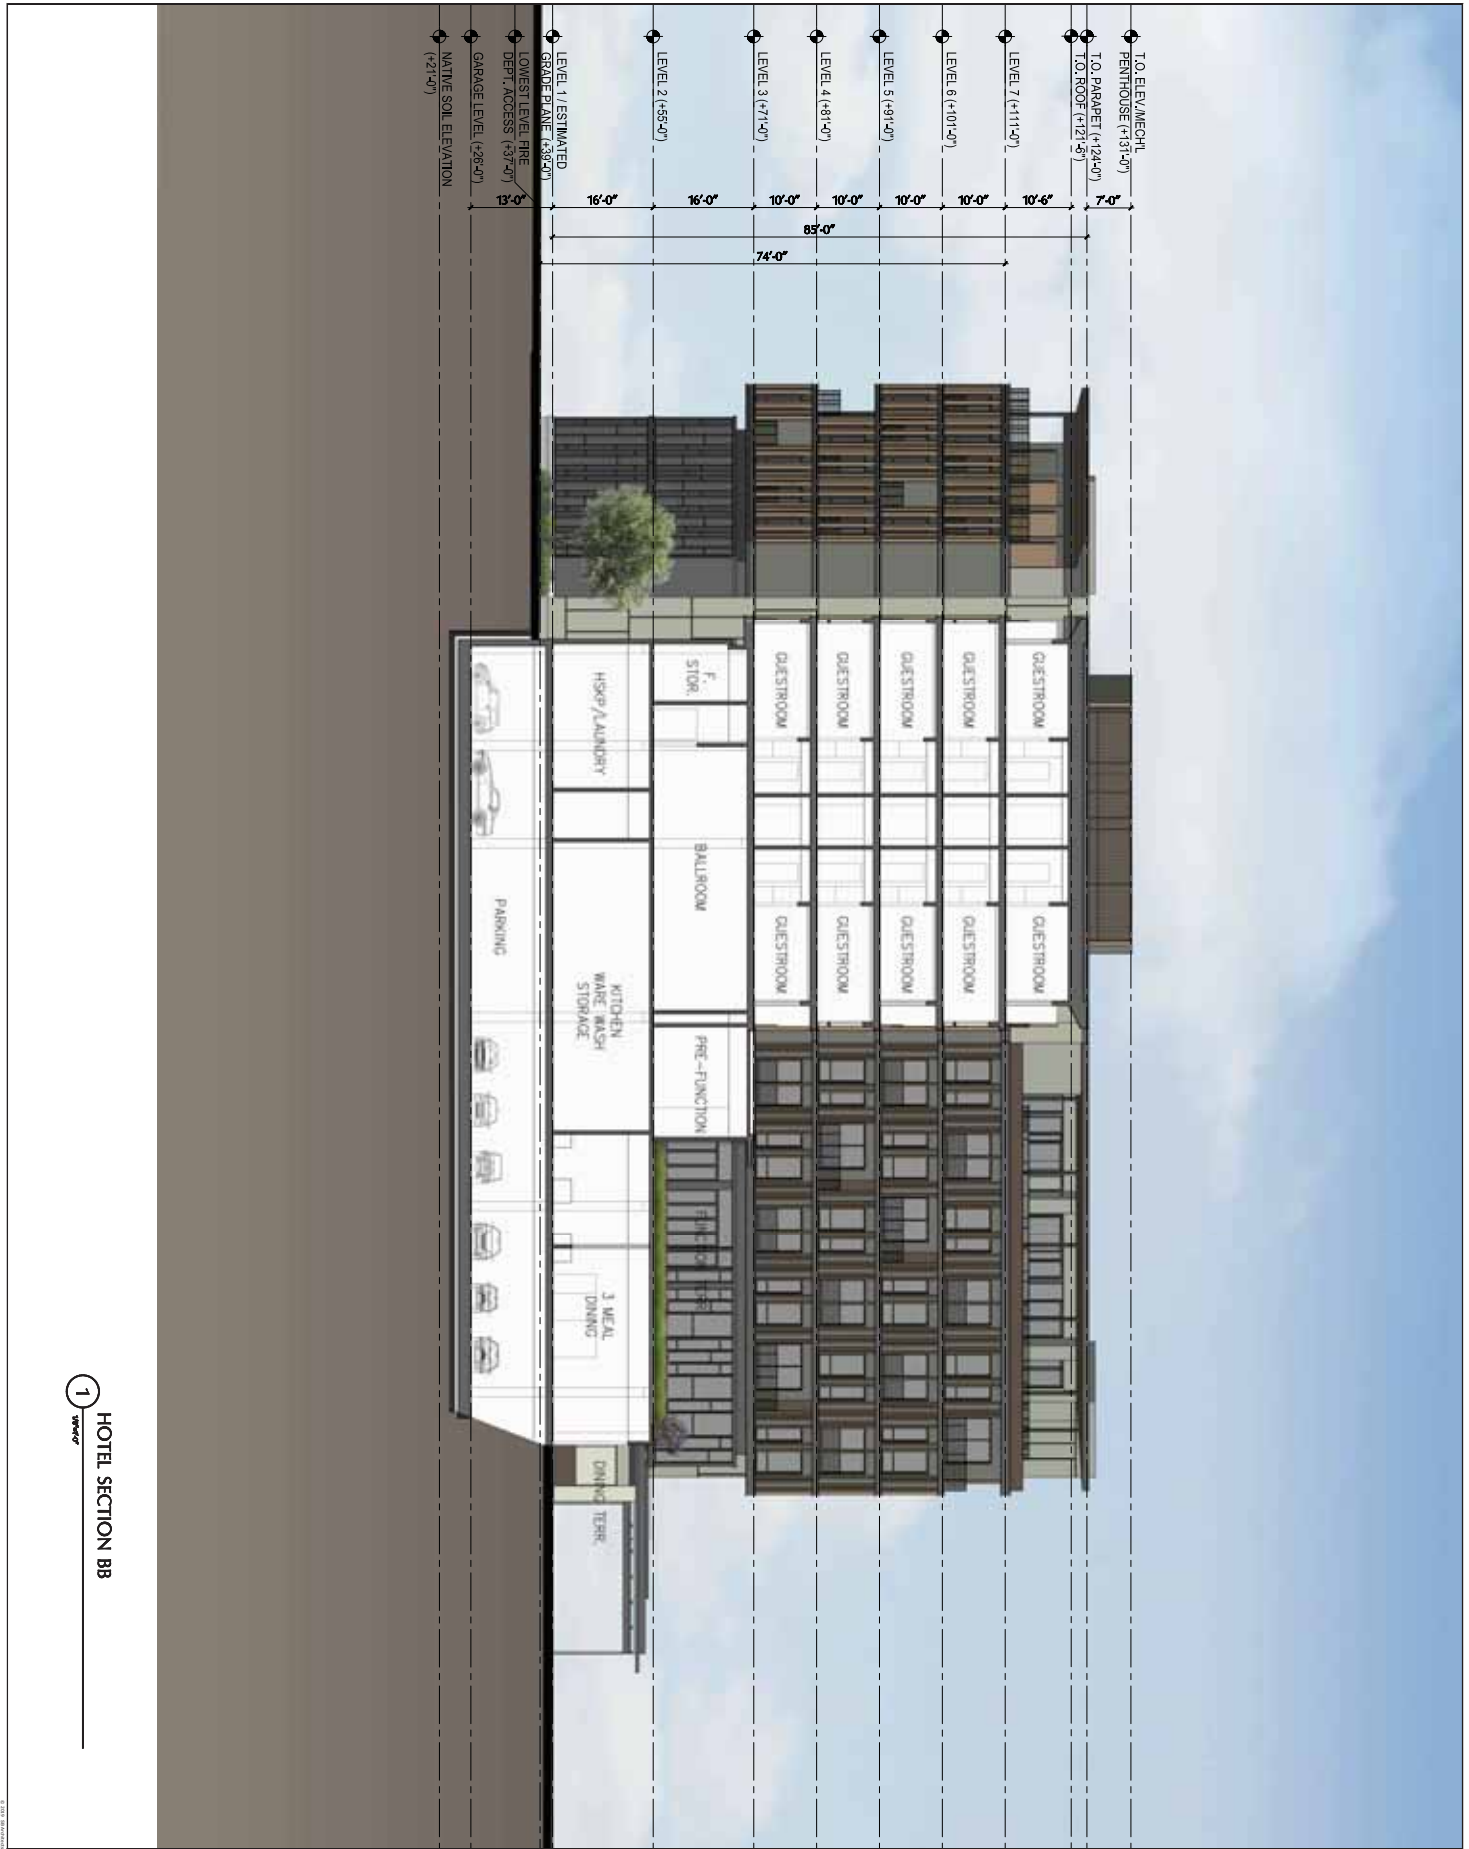 T.O. ELEV./MECH'L
PENTHOUSE (+131'-0")
T.O. PARAPET (+124'-0")
T.O. ROOF (+121'-6")
LEVEL 7 (+111'-0")
LEVEL 6 (+101'-0")
LEVEL 5 (+91'-0")
LEVEL 4 (+81'-0")
LEVEL 3 (+71'-0")
LEVEL 2 (+55'-0")
LEVEL 1 / ESTIMATED
GRADE PLANE (+39'-0")
LOWEST LEVEL FIRE
DEPT. ACCESS (+37'-0")
GARAGE LEVEL (+26'-0")
NATIVE SOIL ELEVATION
(+21'-0")
7'-0"
10'-6"
10'-0"
10'-0"
10'-0"
10'-0"
16'-0"
16'-0"
13'-0"
85'-0"
74'-0"
GUESTROOM
GUESTROOM
GUESTROOM
GUESTROOM
GUESTROOM
GUESTROOM
GUESTROOM
GUESTROOM
GUESTROOM
GUESTROOM
F.
STOR.
BALLROOM
PRE-FUNCTION
FUNCTION TERR.
HSKP/LAUNDRY
KITCHEN
WARE WASH
STORAGE
3 MEAL
DINING
DINING TERR.
PARKING
1
HOTEL SECTION BB